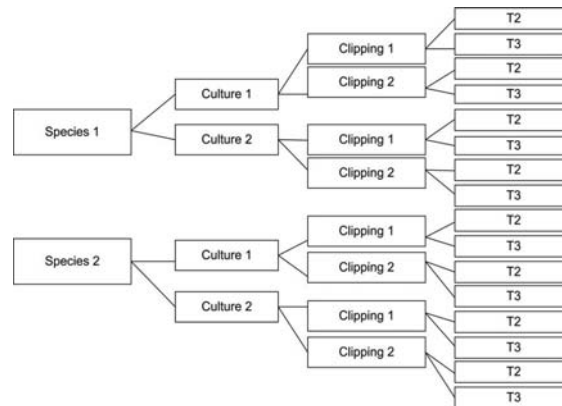 T2
Clipping 1
T3
T2
Clipping 2
T3
Culture 1
Species 1
Culture 2
T2
Clipping 1
T3
T2
Clipping 2
T3
T2
Clipping 1
T3
Culture 1
Species 2
Clipping 2
T2
T3
Culture 2
Clipping 1
T2
T3
Clipping 2
T2
T3